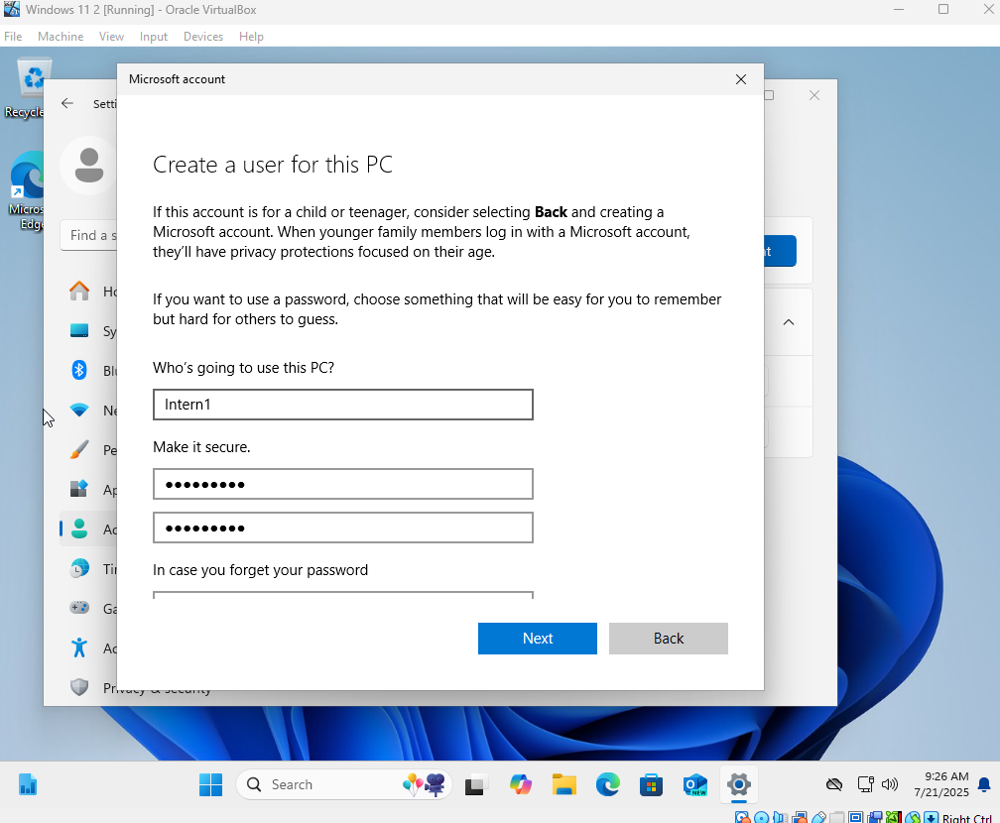 Windows 11 2 [Running] - Oracle VirtualBox
File Machine View Input Devices Help
Recycle
Micros
Edge
Setti
Find a s
Ho
Sy
Blu
Ne
Pe
Ap
Ac
Tir
Ga
Ac
Privacy & security
Microsoft account
Create a user for this PC
If this account is for a child or teenager, consider selecting Back and creating a
Microsoft account. When younger family members log in with a Microsoft account,
they'll have privacy protections focused on their age.
If you want to use a password, choose something that will be easy for you to remember
but hard for others to guess.
Who's going to use this PC?
Intern1
Make it secure.
•••••••••
•••••••••
In case you forget your password
Next
Back
Search
NEW
9:26 AM
7/21/2025
Right Ctrl